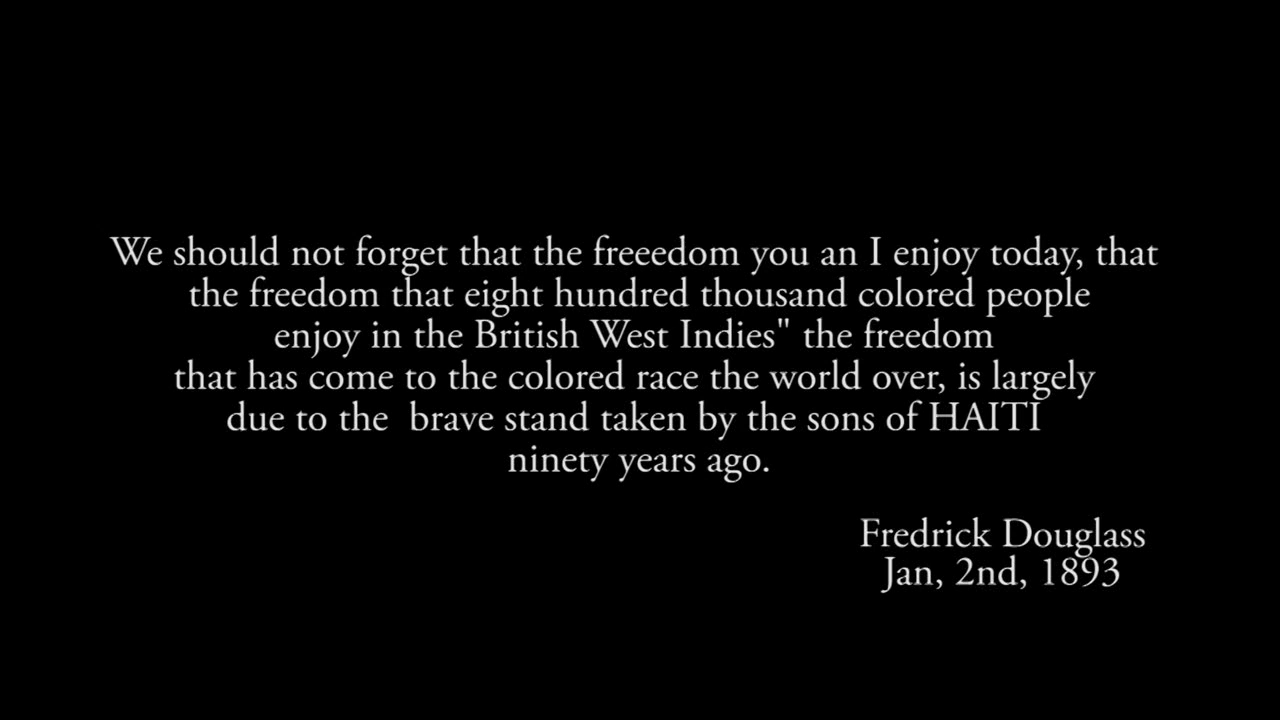 We should not forget that the freeedom you an I enjoy today, that
the freedom that eight hundred thousand colored people
enjoy in the British West Indies" the freedom
that has come to the colored race the world over, is largely
due to the  brave stand taken by the sons of HAITI
ninety years ago.
Fredrick Douglass
Jan, 2nd, 1893